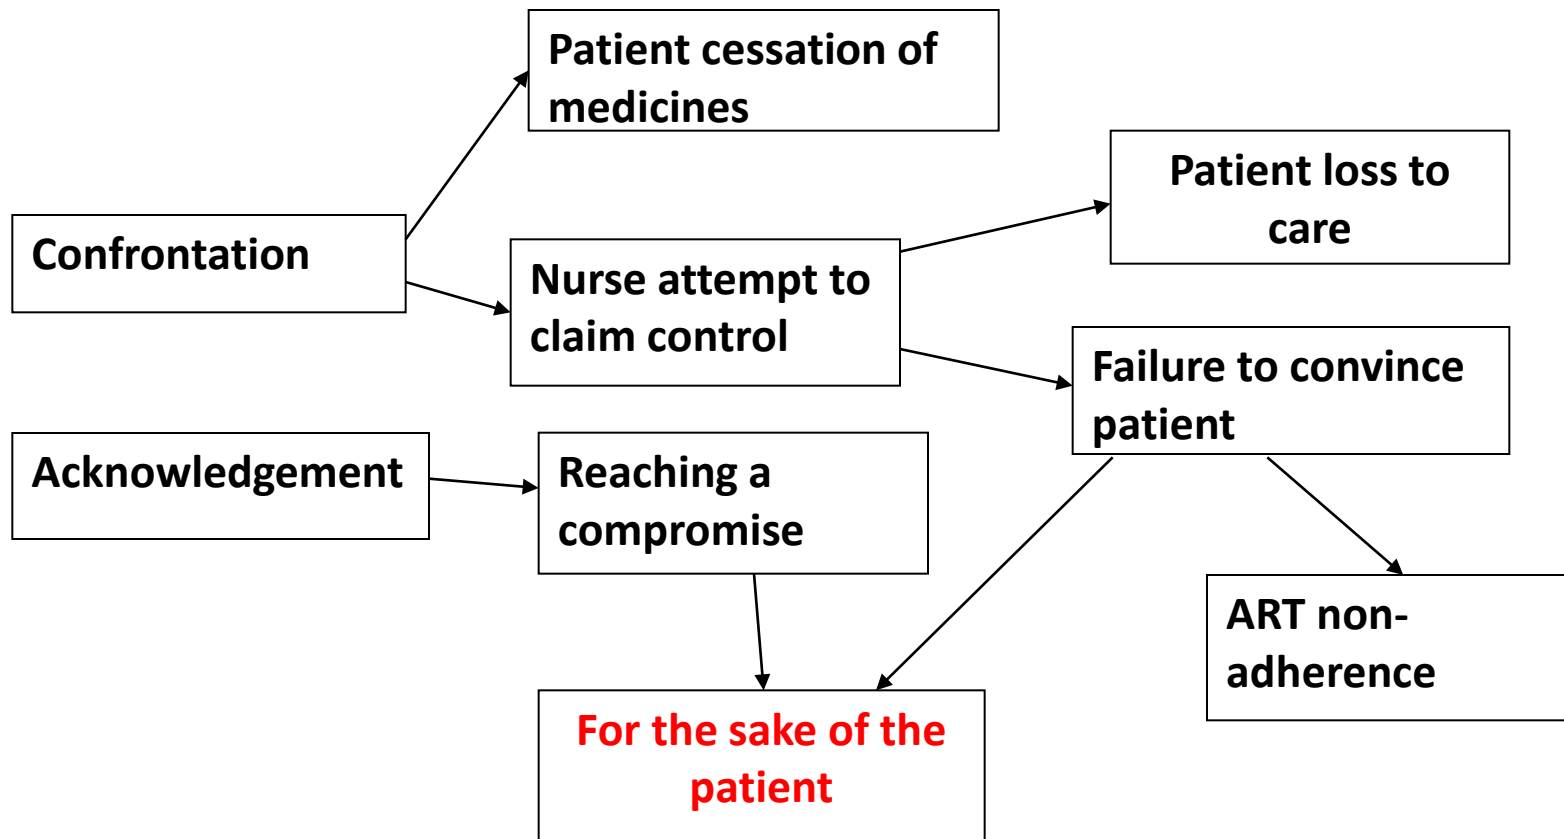 Patient cessation of
medicines
Patient loss to
care
Confrontation
Nurse attempt to
claim control
Failure to convince
patient
Acknowledgement
Reaching a
compromise
ART non-
adherence
For the sake of the
patient